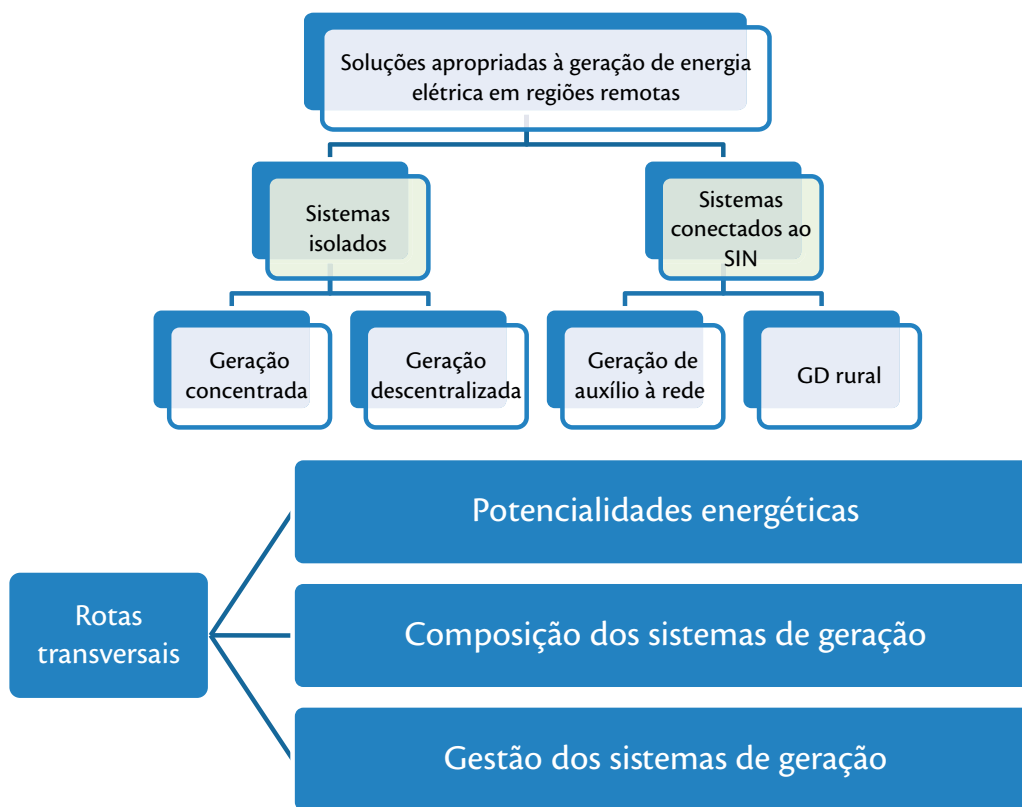 Soluções apropriadas à geração de energia
elétrica em regiões remotas
Sistemas
isolados
Sistemas
conectados ao
SIN
Geração
concentrada
Geração
descentralizada
Geração de
auxílio à rede
GD rural
Rotas
transversais
Potencialidades energéticas
Composição dos sistemas de geração
Gestão dos sistemas de geração